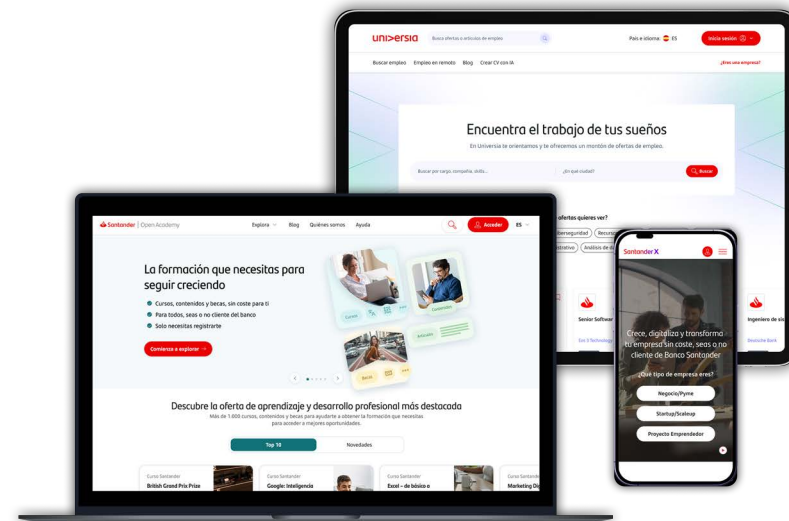 universia
Busca ofertas o artículos de empleo
País e idioma ES
Inicia sesión
Buscar empleo Empleo en remoto Blog Crear CV con IA
¿Eres una empresa?
Encuentra el trabajo de tus sueños
En Universia te orientamos y te ofrecemos un montón de ofertas de empleo.
Buscar por cargo, compañía, skills...
¿En qué ciudad?
Buscar
ofertas quieres ver?
Análisis de da
Senior Softwar
Ingeniero de sis
Santander | Open Academy
Explora Blog Quiénes somos Ayuda
Acceder
ES
La formación que necesitas para
seguir creciendo
Cursos, contenidos y becas, sin coste para ti
Para todos, seas o no cliente del banco
Solo necesitas registrarte
Comienza a explorar →
Cursos
Contenidos
Artículos
Becas
Descubre la oferta de aprendizaje y desarrollo profesional más destacada
Más de 1.000 cursos, contenidos y becas para ayudarte a obtener la formación que necesitas
para acceder a mejores oportunidades.
Top 10
Novedades
Curso Santander
British Grand Prix Prize
Curso Santander
Google: Inteligencia
Curso Santander
Excel – de básico a
Curso Santander
Marketing Dig
Santander X
Crece, digitaliza y transforma
tu empresa sin coste, seas o no
cliente de Banco Santander
¿Qué tipo de empresa eres?
Negocio/Pyme
Startup/Scaleup
Proyecto Emprendedor